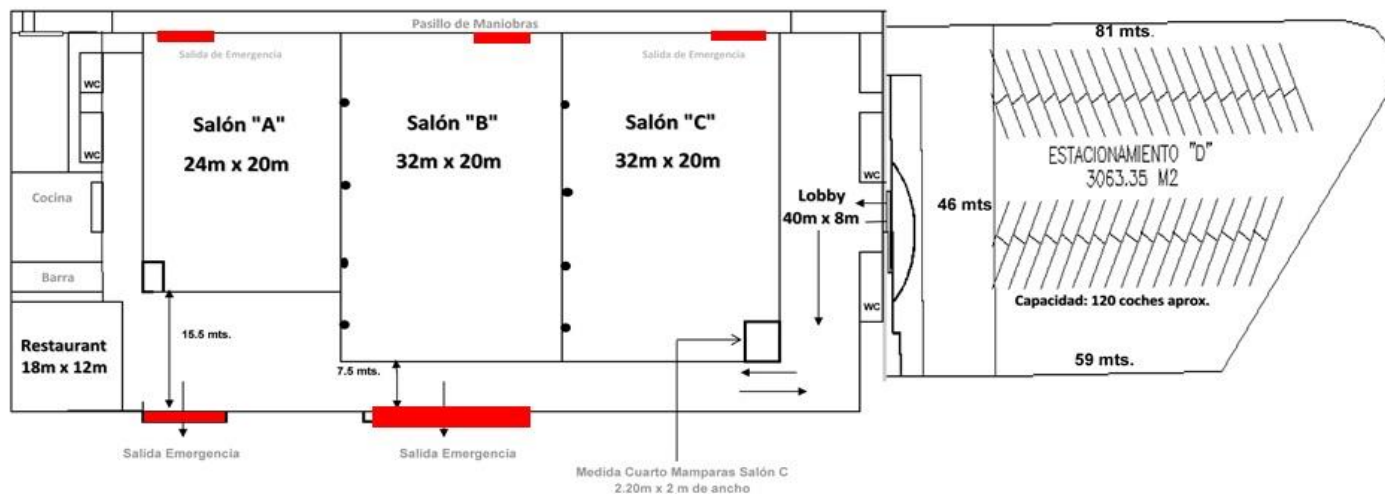 Pasillo de Maniobras
Salida de Emergencia
Salida de Emergencia
WC
WC
Salón "A"
24m x 20m
Salón "B"
32m x 20m
Salón "C"
32m x 20m
Cocina
Barra
Restaurant
18m x 12m
15.5 mts.
7.5 mts.
Lobby
40m x 8m
WC
WC
Salida Emergencia
Salida Emergencia
Medida Cuarto Mamparas Salón C
2.20m x 2 m de ancho
81 mts.
ESTACIONAMIENTO "D"
3063.35 M2
46 mts
Capacidad: 120 coches aprox.
59 mts.